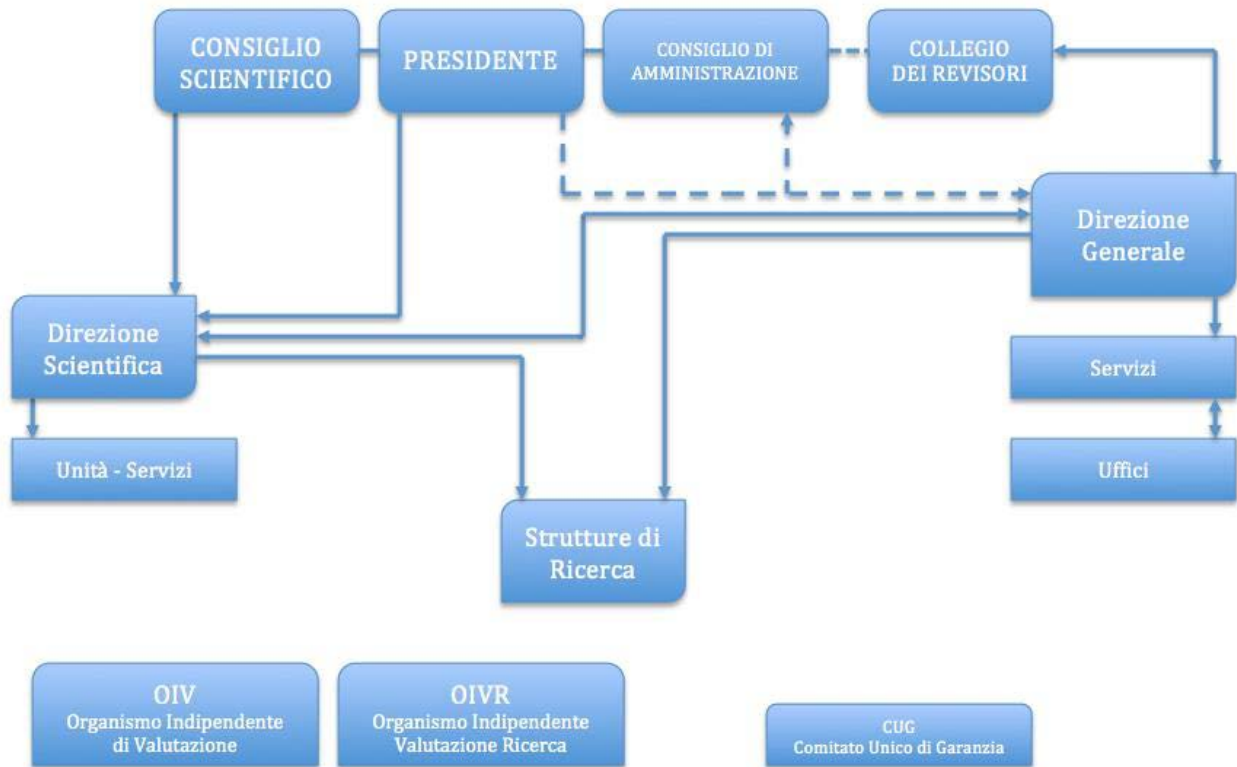 CONSIGLIO
SCIENTIFICO
PRESIDENTE
CONSIGLIO DI
AMMINISTRAZIONE
COLLEGIO
DEI REVISORI
Direzione
Generale
Direzione
Scientifica
Servizi
Unità - Servizi
Uffici
Strutture di
Ricerca
OIV
Organismo Indipendente
di Valutazione
OIVR
Organismo Indipendente
Valutazione Ricerca
CUG
Comitato Unico di Garanzia